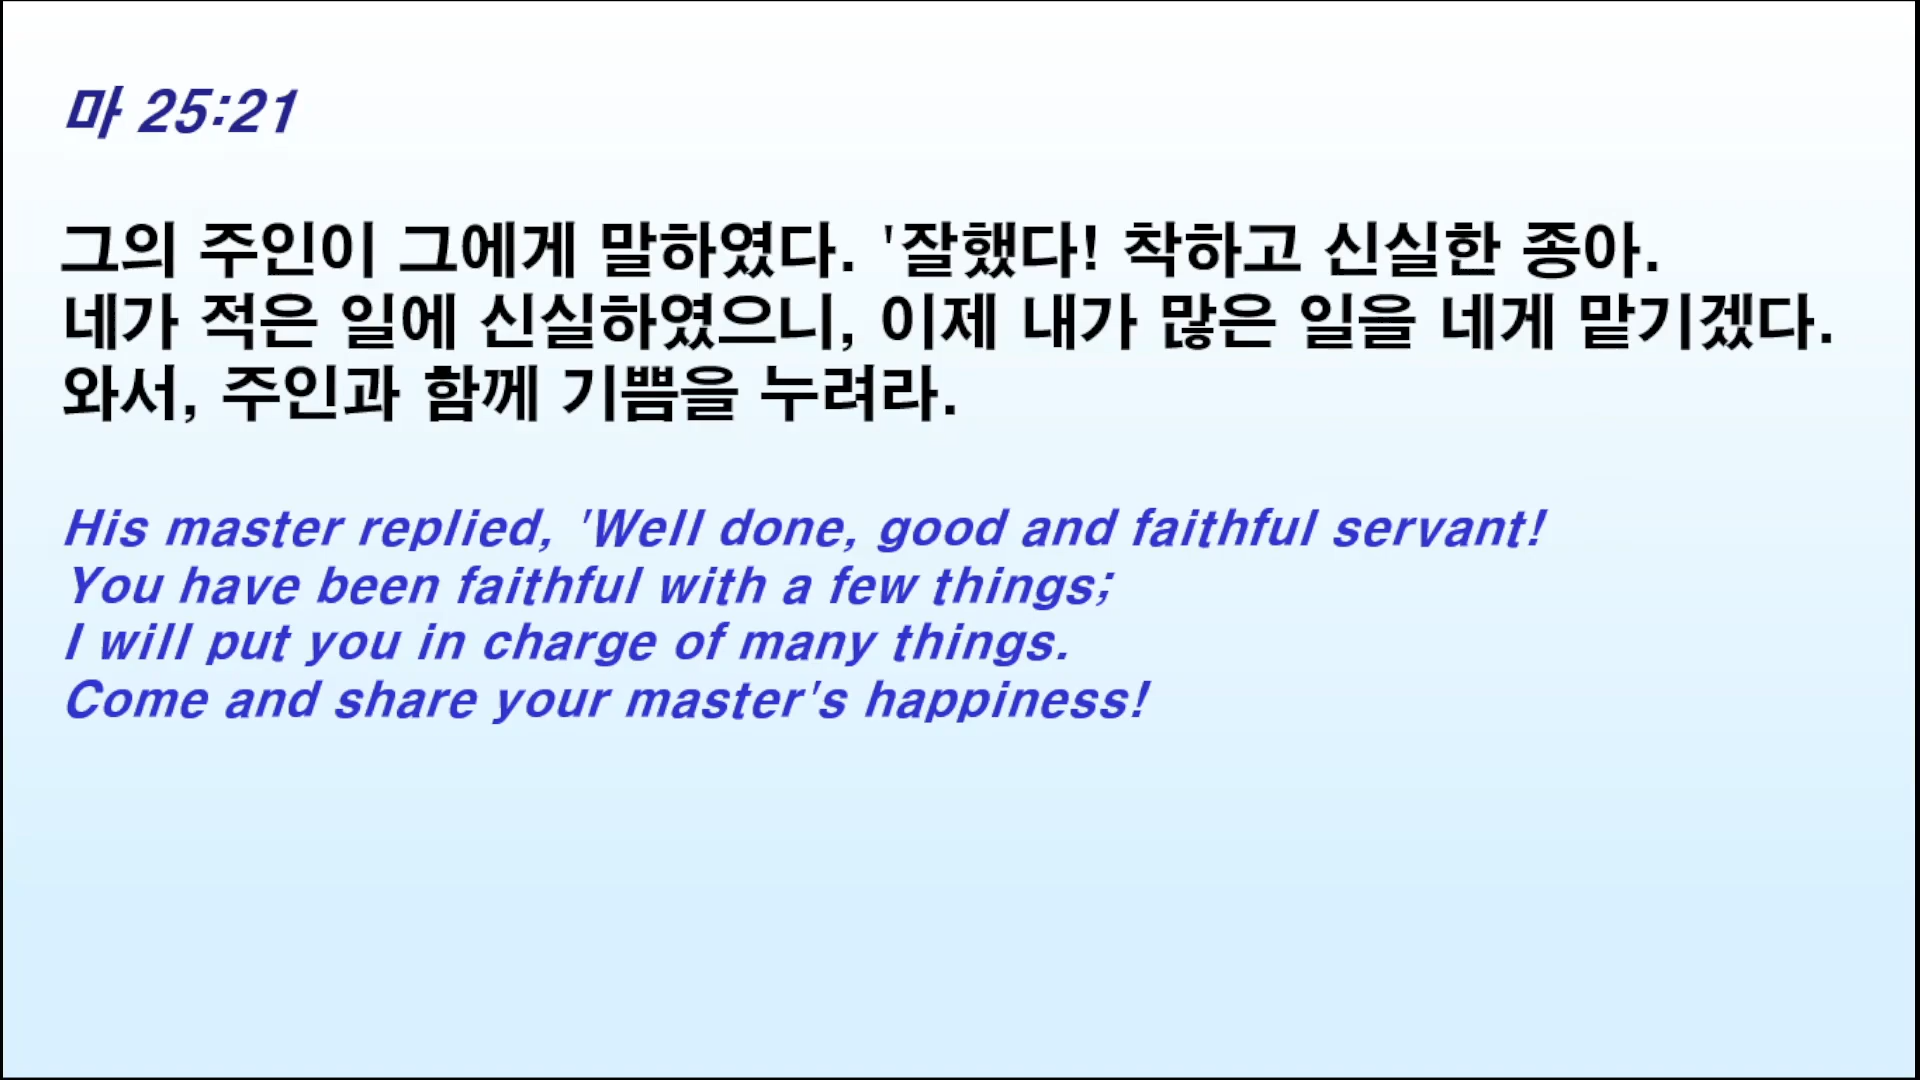 마 25:21
그의 주인이 그에게 말하였다. '잘했다! 착하고 신실한 종아.
네가 적은 일에 신실하였으니, 이제 내가 많은 일을 네게 맡기겠다.
와서, 주인과 함께 기쁨을 누려라.
His master replied, 'Well done, good and faithful servant!
You have been faithful with a few things;
I will put you in charge of many things.
Come and share your master's happiness!